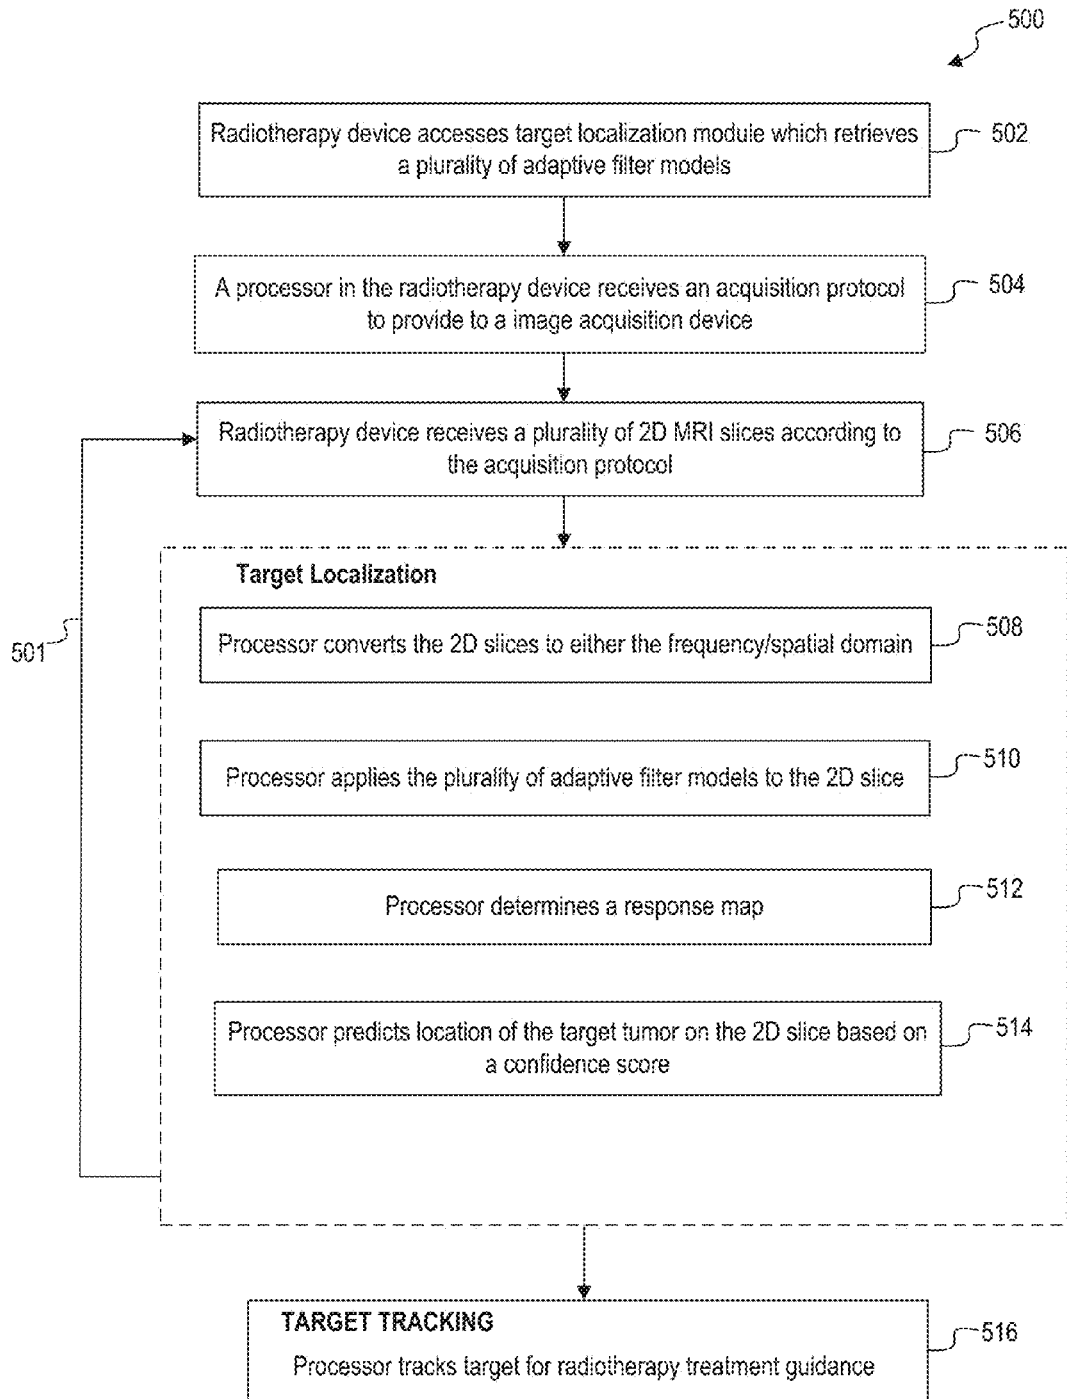 500
Radiotherapy device accesses target localization module which retrieves
a plurality of adaptive filter models
502
A processor in the radiotherapy device receives an acquisition protocol
to provide to a image acquisition device
504
Radiotherapy device receives a plurality of 2D MRI slices according to
the acquisition protocol
506
Target Localization
Processor converts the 2D slices to either the frequency/spatial domain
508
501
Processor applies the plurality of adaptive filter models to the 2D slice
510
Processor determines a response map
512
Processor predicts location of the target tumor on the 2D slice based on
a confidence score
514
TARGET TRACKING
Processor tracks target for radiotherapy treatment guidance
516